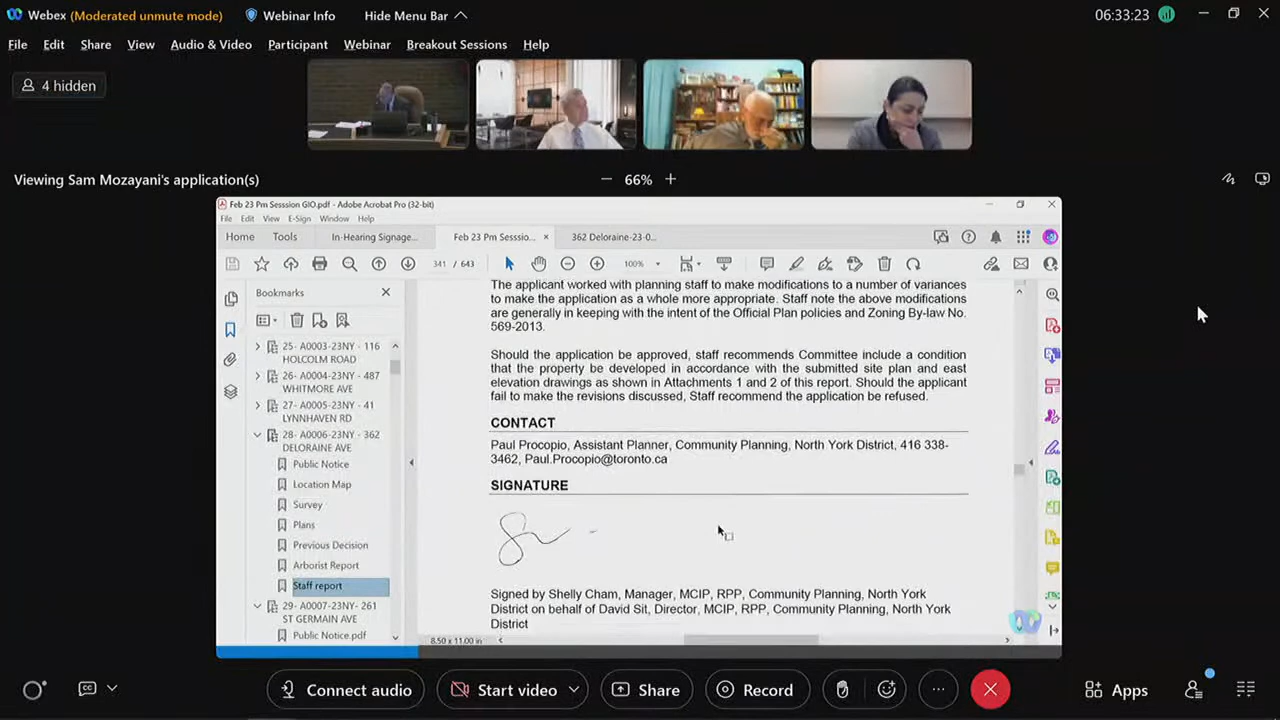 Webex (Moderated unmute mode) Webinar Info Hide Menu Bar 06:33:23
File Edit Share View Audio & Video Participant Webinar Breakout Sessions Help
4 hidden
Viewing Sam Mozayani's application(s) 66%
Feb 23 Pm Sesssion GIO.pdf - Adobe Acrobat Pro (32-bit)
File Edit View E-Sign Window Help
Home Tools In-Hearing Signage... Feb 23 Pm Sesssio... 362 Deloraine-23-0...
341 / 643 100%
Bookmarks
25- A0003-23NY - 116
HOLCOLM ROAD
26- A0004-23NY - 487
WHITMORE AVE
27- A0005-23NY - 41
LYNNHAVEN RD
28- A0006-23NY - 362
DELORAINE AVE
Public Notice
Location Map
Survey
Plans
Previous Decision
Arborist Report
Staff report
29- A0007-23NY- 261
ST GERMAIN AVE
Public Notice.pdf
The applicant worked with planning staff to make modifications to a number of variances
to make the application as a whole more appropriate. Staff note the above modifications
are generally in keeping with the intent of the Official Plan policies and Zoning By-law No.
569-2013.
Should the application be approved, staff recommends Committee include a condition
that the property be developed in accordance with the submitted site plan and east
elevation drawings as shown in Attachments 1 and 2 of this report. Should the applicant
fail to make the revisions discussed, Staff recommend the application be refused.
CONTACT
Paul Procopio, Assistant Planner, Community Planning, North York District, 416 338-
3462, Paul.Procopio@toronto.ca
SIGNATURE
Signed by Shelly Cham, Manager, MCIP, RPP, Community Planning, North York
District on behalf of David Sit, Director, MCIP, RPP, Community Planning, North York
District
8.50 x 11.00 in
Connect audio Start video Share Record Apps